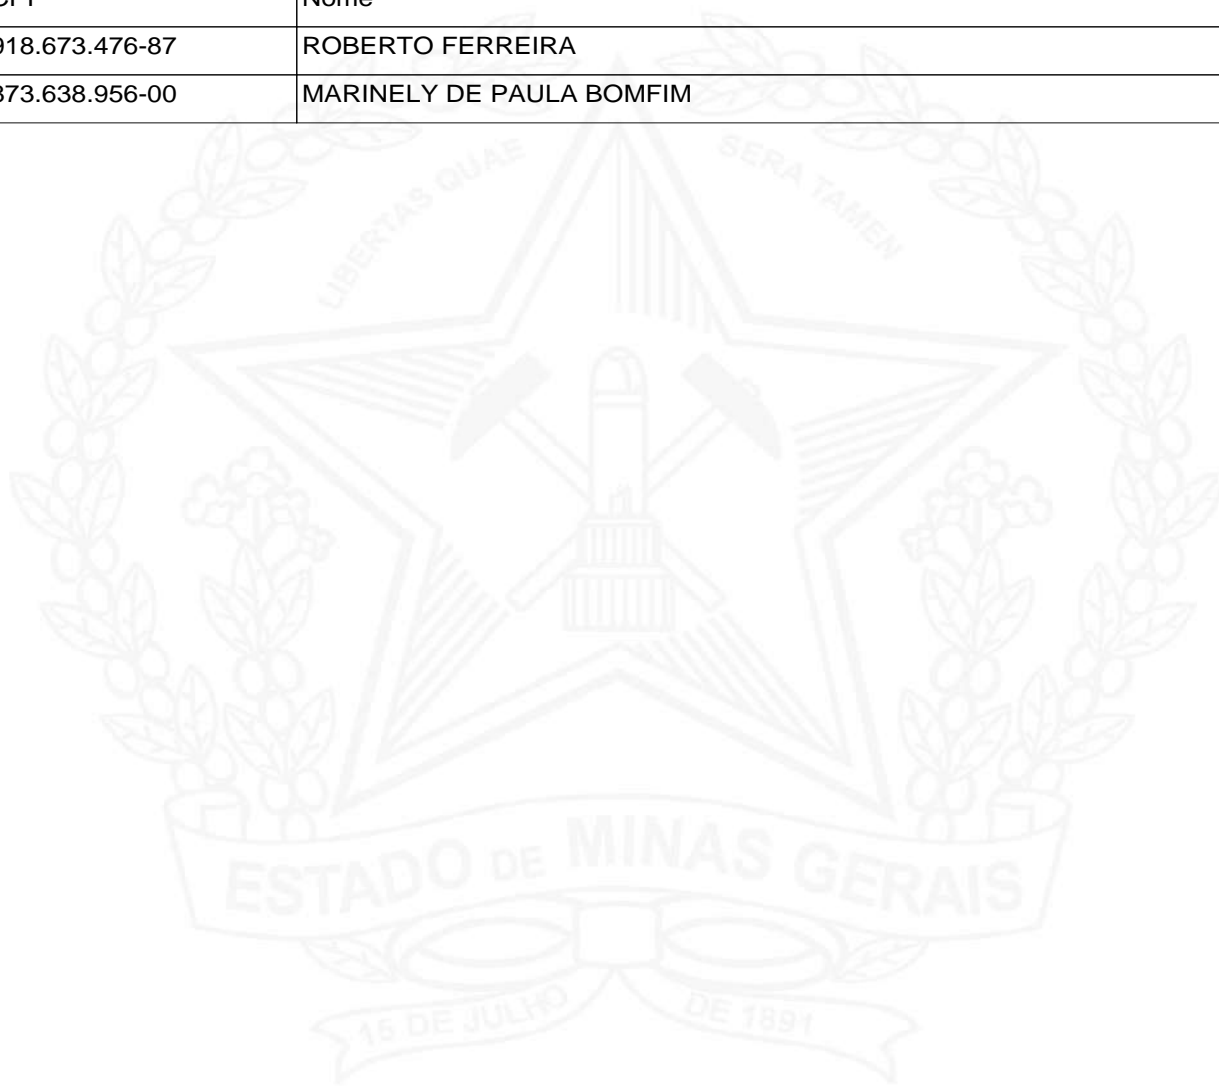 Nome
918.673.476-87 ROBERTO FERREIRA
873.638.956-00 MARINELY DE PAULA BOMFIM
LIBERTAS QUAE SERA TAMEN
ESTADO DE MINAS GERAIS
15 DE JULHO DE 1891